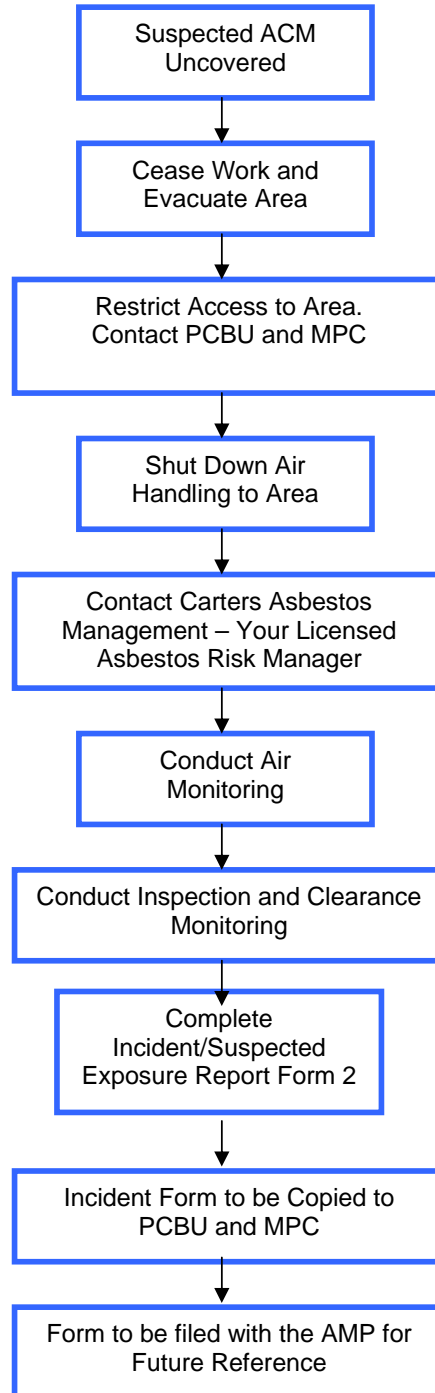 Suspected ACM
Uncovered
Cease Work and
Evacuate Area
Restrict Access to Area.
Contact PCBU and MPC
Shut Down Air
Handling to Area
Contact Carters Asbestos
Management – Your Licensed
Asbestos Risk Manager
Conduct Air
Monitoring
Conduct Inspection and Clearance
Monitoring
Complete
Incident/Suspected
Exposure Report Form 2
Incident Form to be Copied to
PCBU and MPC
Form to be filed with the AMP for
Future Reference